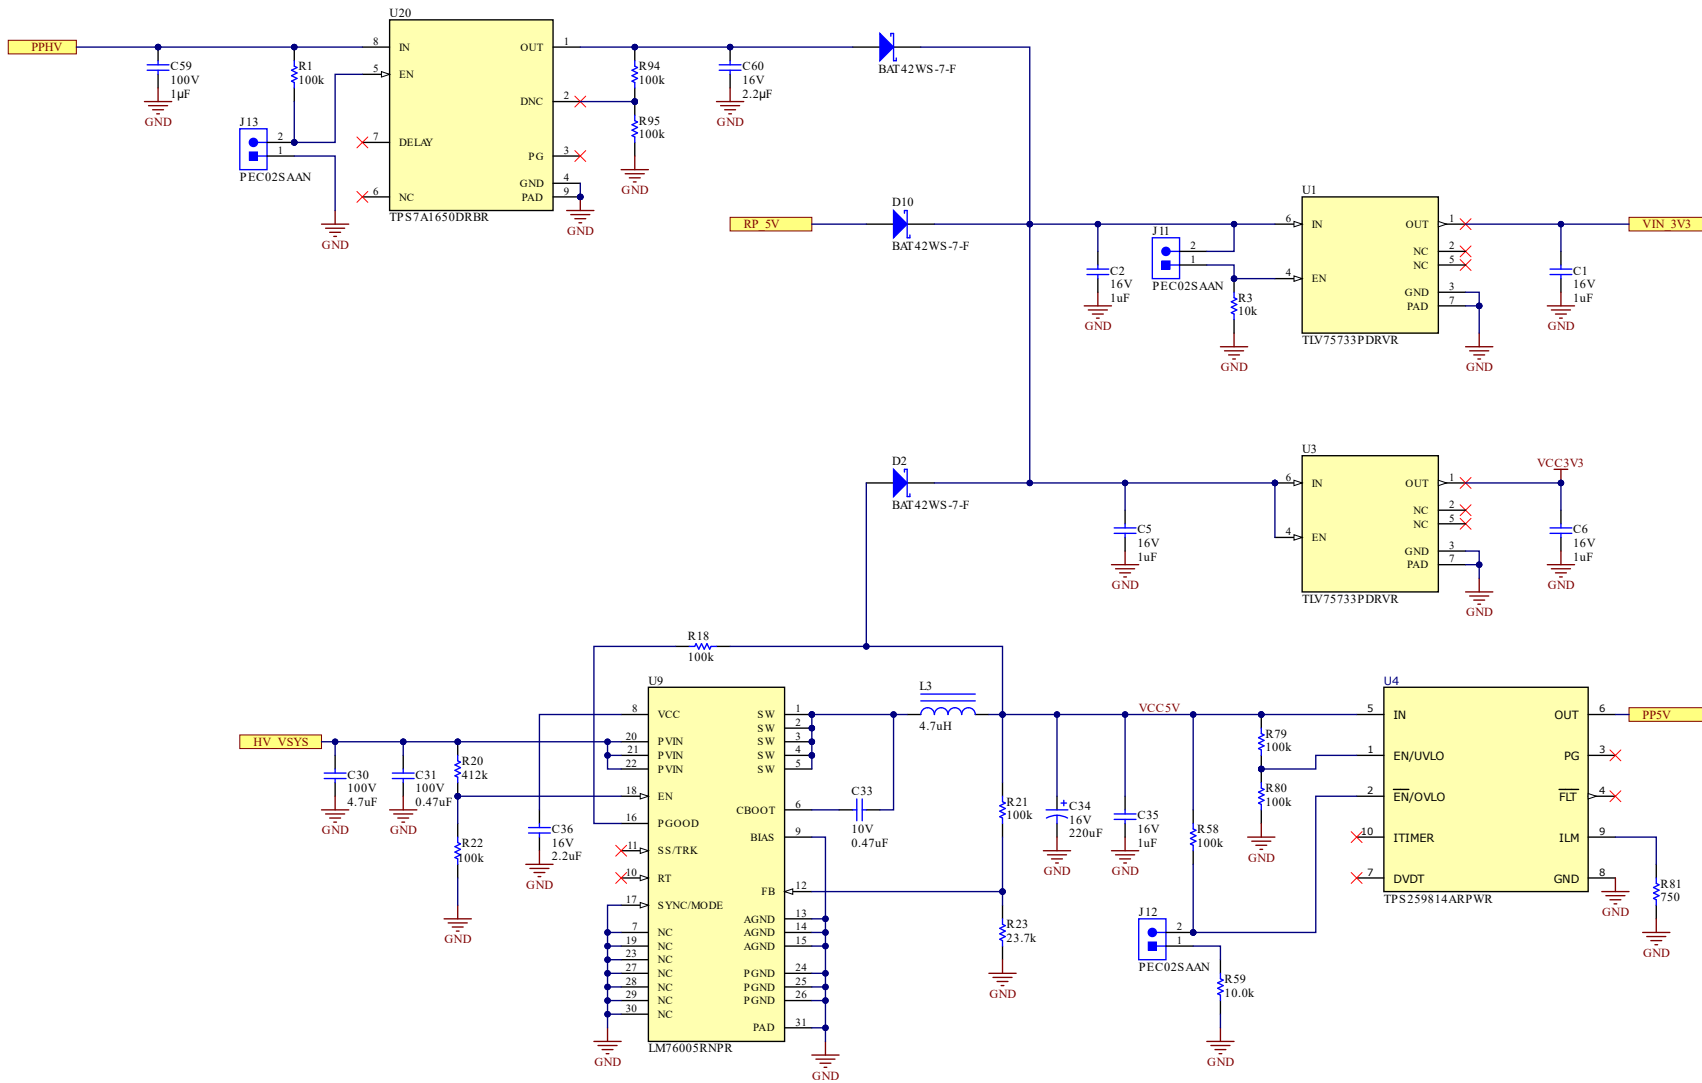 U20
PPHV
8 IN
OUT 1
5 EN
DNC 2
7 DELAY
PG 3
GND 4
6 NC
PAD 9
TPS7A1650DRBR
C59
100V
1µF
GND
R1
100k
J13
2
1
PEC02SAAN
GND
GND
R94
100k
R95
100k
GND
C60
16V
2.2µF
GND
BAT42WS-7-F
RP_5V
D10
BAT42WS-7-F
C2
16V
1uF
GND
J11
2
1
PEC02SAAN
R3
10k
GND
U1
6 IN
OUT 1
NC 2
NC 5
4 EN
GND 3
PAD 7
TLV75733PDRVR
GND
VIN_3V3
C1
16V
1uF
GND
D2
BAT42WS-7-F
C5
16V
1uF
GND
U3
6 IN
OUT 1
NC 2
NC 5
4 EN
GND 3
PAD 7
TLV75733PDRVR
GND
VCC3V3
C6
16V
1uF
GND
R18
100k
HV_VSYS
C30
100V
4.7uF
GND
C31
100V
0.47uF
GND
R20
412k
R22
100k
GND
C36
16V
2.2uF
GND
U9
8 VCC
20 PVIN
21 PVIN
22 PVIN
18 EN
16 PGOOD
11 SS/TRK
10 RT
17 SYNC/MODE
7 NC
19 NC
23 NC
27 NC
28 NC
29 NC
30 NC
SW 1
SW 2
SW 3
SW 4
SW 5
CBOOT 6
BIAS 9
FB 12
AGND 13
AGND 14
AGND 15
PGND 24
PGND 25
PGND 26
PAD 31
LM76005RNPR
GND
GND
C33
10V
0.47uF
L3
4.7uH
R21
100k
R23
23.7k
GND
VCC5V
C34
+
16V
220uF
GND
C35
16V
1uF
GND
R58
100k
J12
2
1
PEC02SAAN
R59
10.0k
GND
R79
100k
R80
100k
GND
U4
5 IN
OUT 6
1 EN/UVLO
PG 3
2 EN/OVLO
FLT 4
10 ITIMER
ILM 9
7 DVDT
GND 8
TPS259814ARPWR
PP5V
GND
R81
750
GND